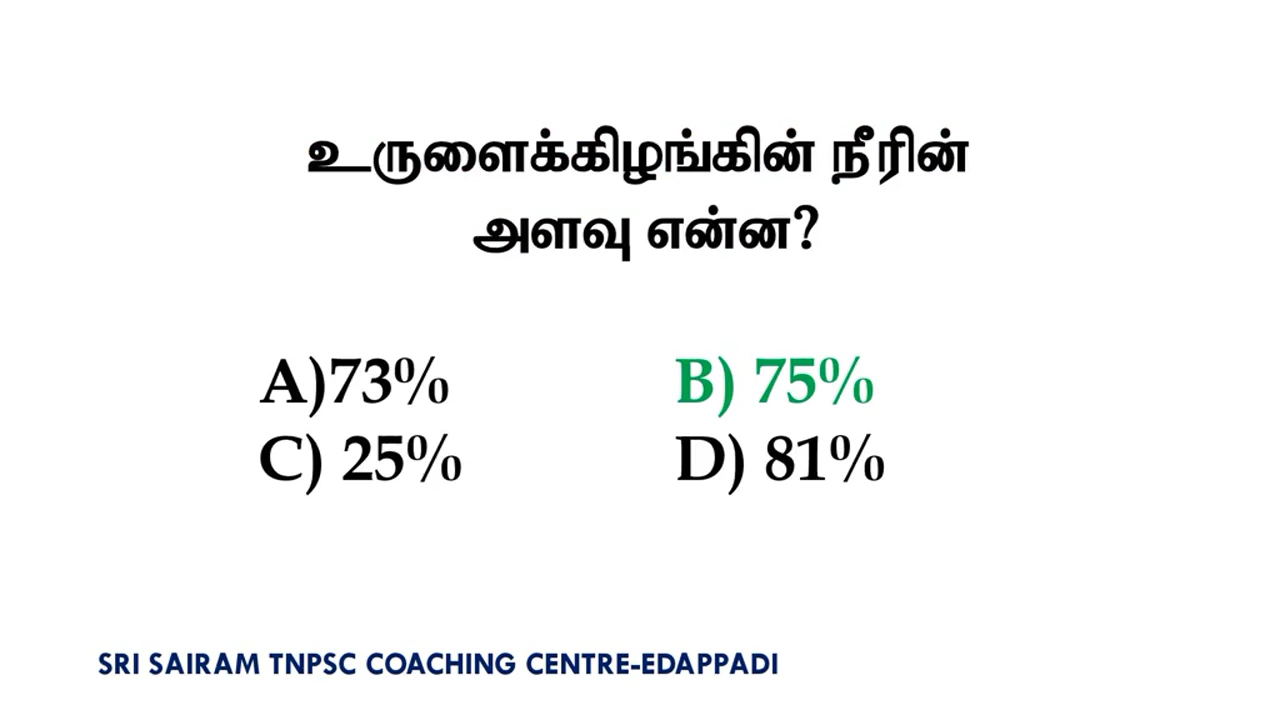 உருளைக்கிழங்கின் நீரின்
அளவு என்ன?
A)73% B) 75%
C) 25% D) 81%
SRI SAIRAM TNPSC COACHING CENTRE-EDAPPADI